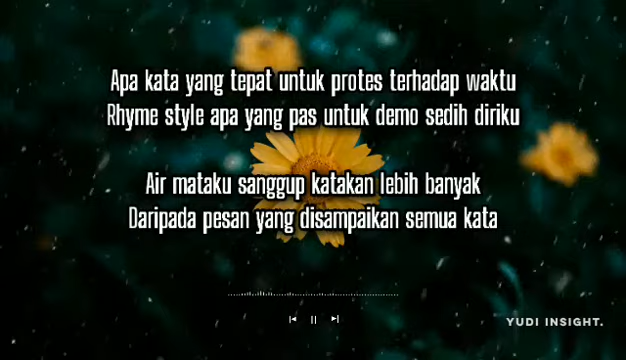 Apa kata yang tepat untuk protes terhadap waktu
Rhyme style apa yang pas untuk demo sedih diriku
Air mataku sanggup katakan lebih banyak
Daripada pesan yang disampaikan semua kata
YUDI INSIGHT.